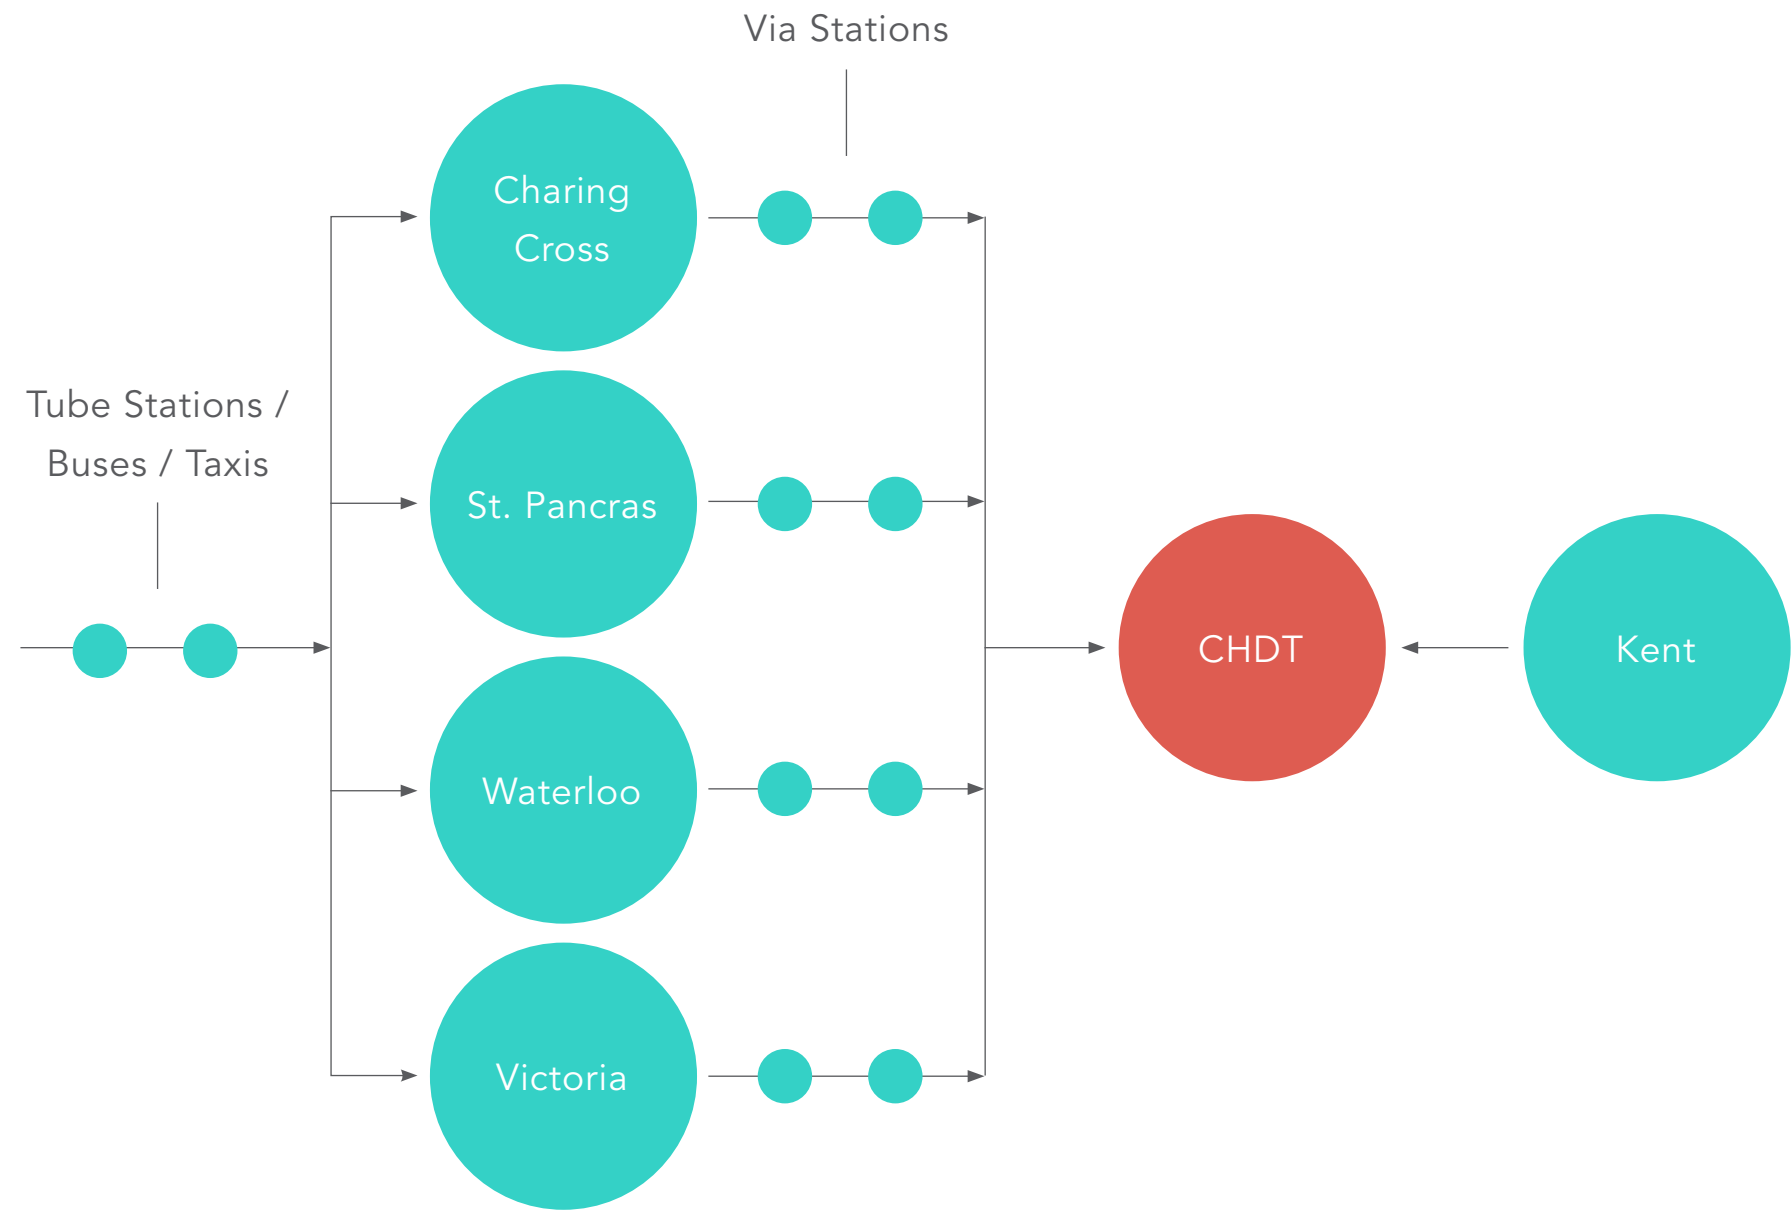 Via Stations
Charing
Cross
Tube Stations /
Buses / Taxis
St. Pancras
CHDT
Kent
Waterloo
Victoria